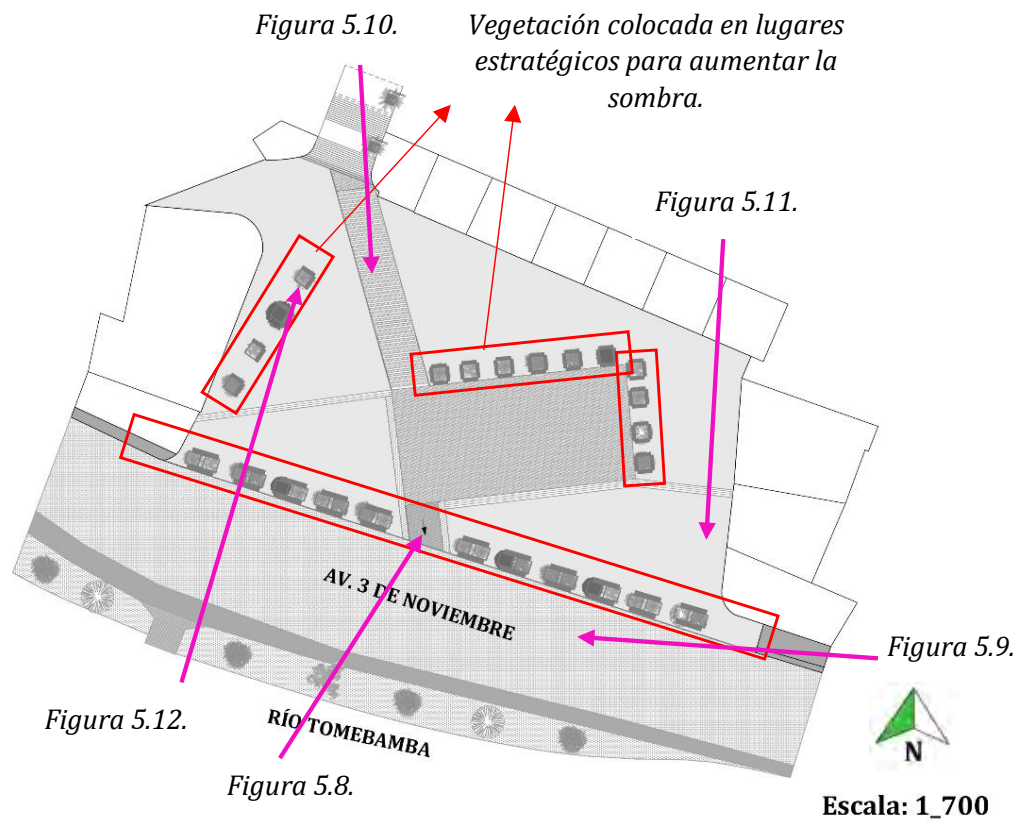 Figura 5.10.
Vegetación colocada en lugares
estratégicos para aumentar la
sombra.
Figura 5.11.
AV. 3 DE NOVIEMBRE
Figura 5.9.
Figura 5.12.
RÍO TOMEBAMBA
N
Figura 5.8.
Escala: 1_700